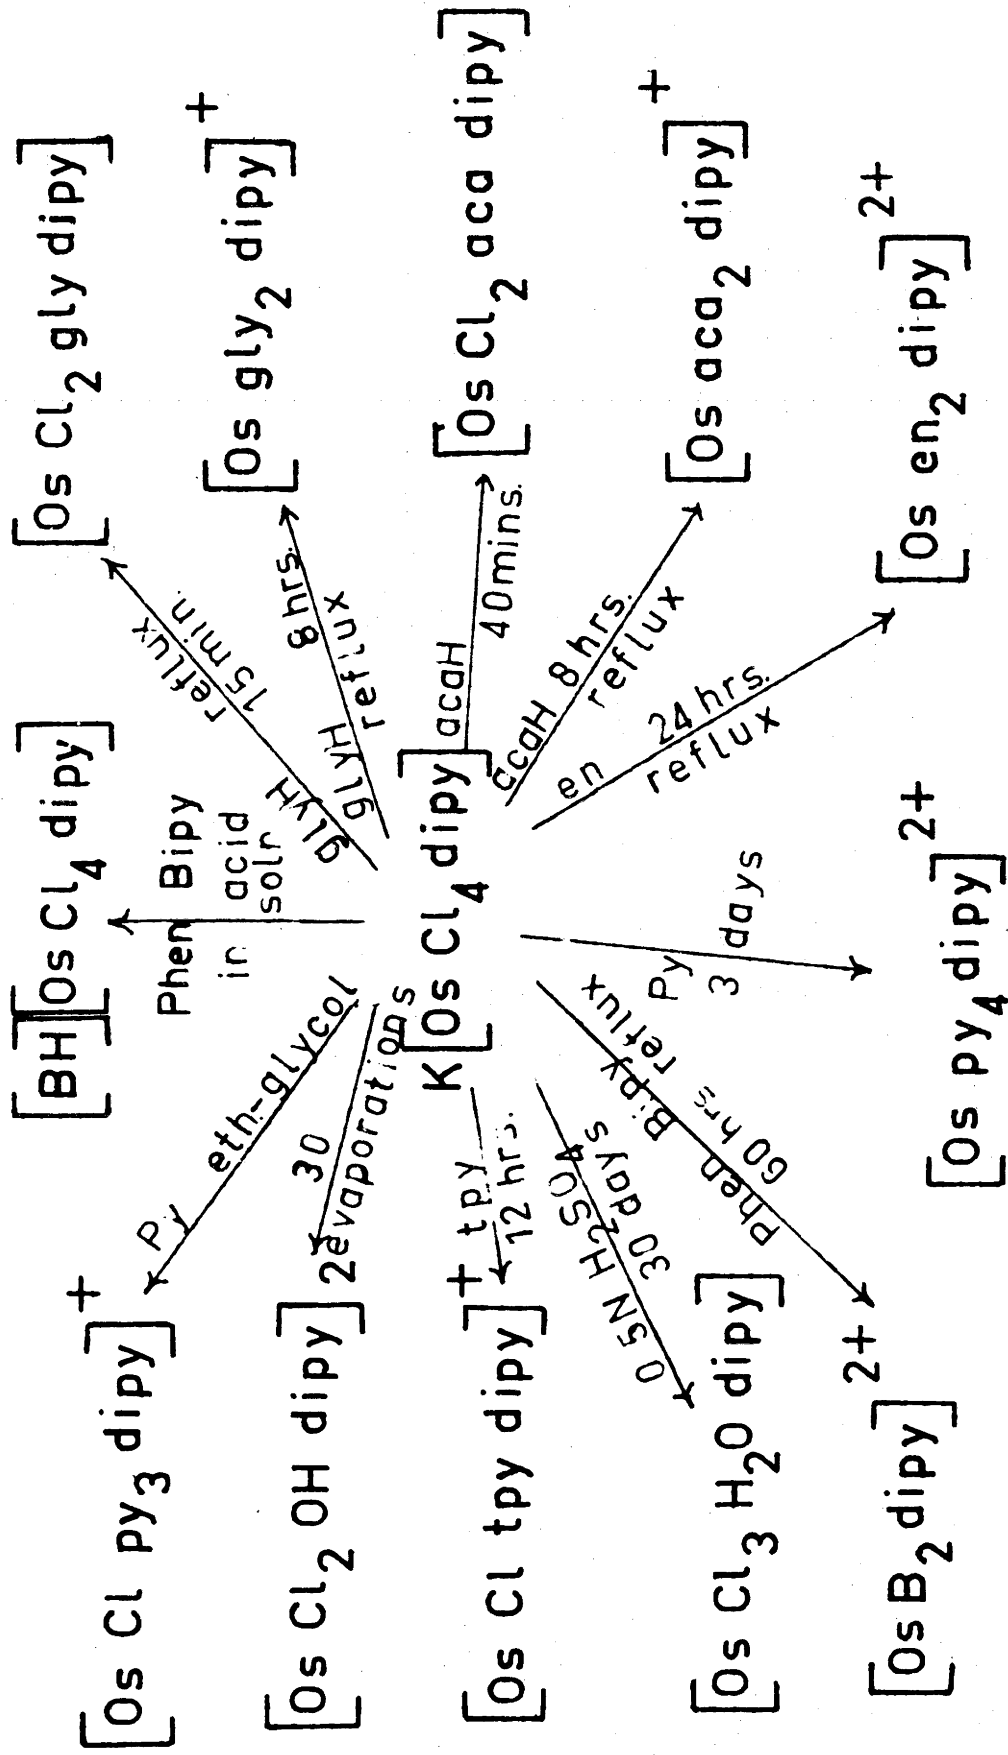 [BH][Os Cl4 dipy]
[Os Cl py3 dipy]+
[Os Cl2 gly dipy]
Py eth-glycol
Phen Bipy
in acid
soln
glyH reflux
15 min.
[Os Cl2 OH dipy]2
30
evaporations
glyH 8 hrs.
reflux
[Os gly2 dipy]+
[Os Cl tpy dipy]+
tpy
12 hrs.
K[Os Cl4 dipy]
acaH
40 mins.
[Os Cl2 aca dipy]
0 5N H2SO4
30 days
acaH 8 hrs.
reflux
[Os Cl3 H2O dipy]
[Os aca2 dipy]+
Phen Bipy
60 hrs reflux
Py
3 days
en 24 hrs.
reflux
[Os B2 dipy]2+
[Os py4 dipy]2+
[Os en2 dipy]2+